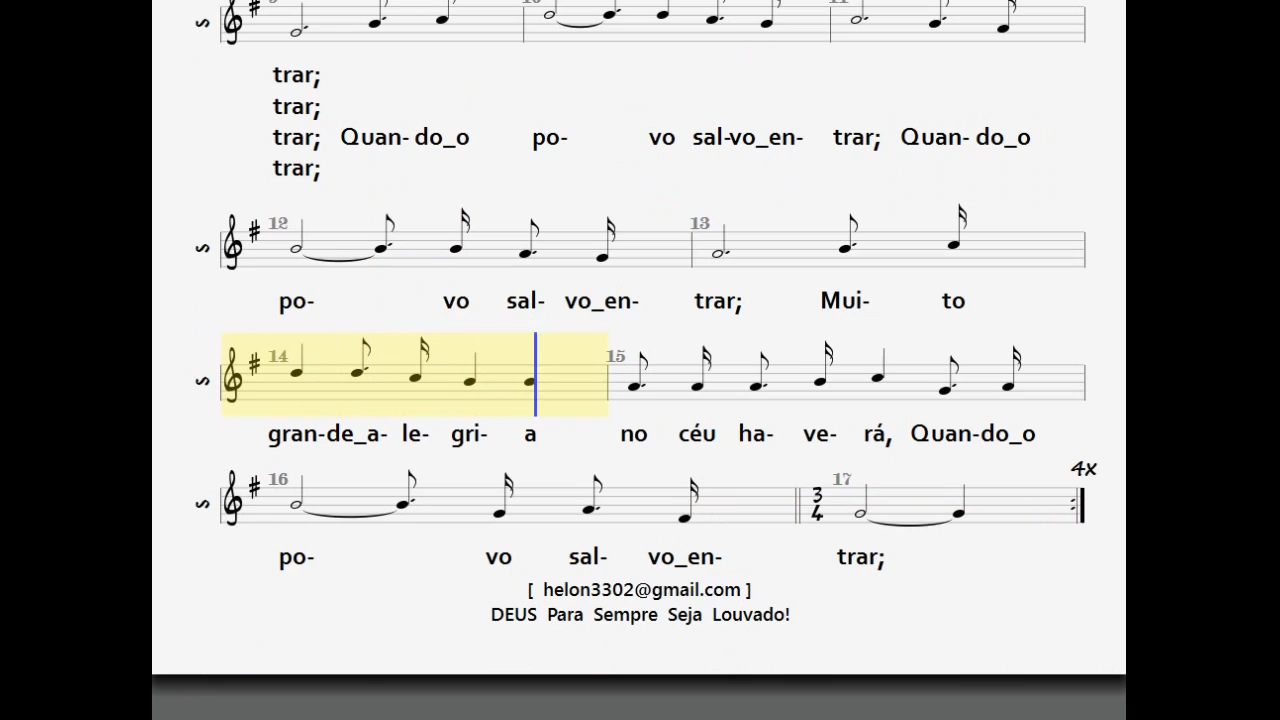 trar;
trar;
trar; Quan- do_o po- vo sal-vo_en- trar; Quan- do_o
trar;
12 13
po- vo sal- vo_en- trar; Mui- to
14 15
gran-de_a- le- gri- a no céu ha- ve- rá, Quan-do_o
4x
16 17
3
4
po- vo sal- vo_en- trar;
[ helon3302@gmail.com ]
DEUS Para Sempre Seja Louvado!